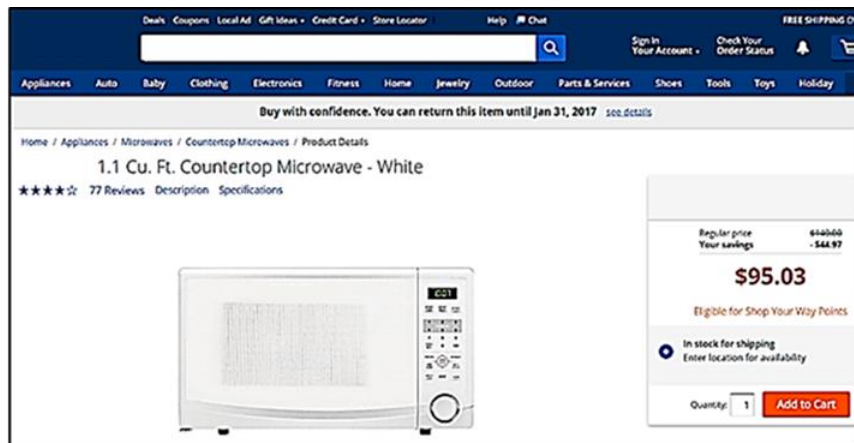 Deals Coupons Local Ad Gift Ideas Credit Card Store Locator Help Chat FREE SHIPPING
Sign In
Your Account
Check Your
Order Status
Appliances Auto Baby Clothing Electronics Fitness Home Jewelry Outdoor Parts & Services Shoes Tools Toys Holiday
Buy with confidence. You can return this item until Jan 31, 2017 see details
Home / Appliances / Microwaves / Countertop Microwaves / Product Details
1.1 Cu. Ft. Countertop Microwave - White
77 Reviews Description Specifications
Regular price
Your savings - $44.97
$95.03
Eligible for Shop Your Way Points
In stock for shipping
Enter location for availability
Quantity: 1 Add to Cart